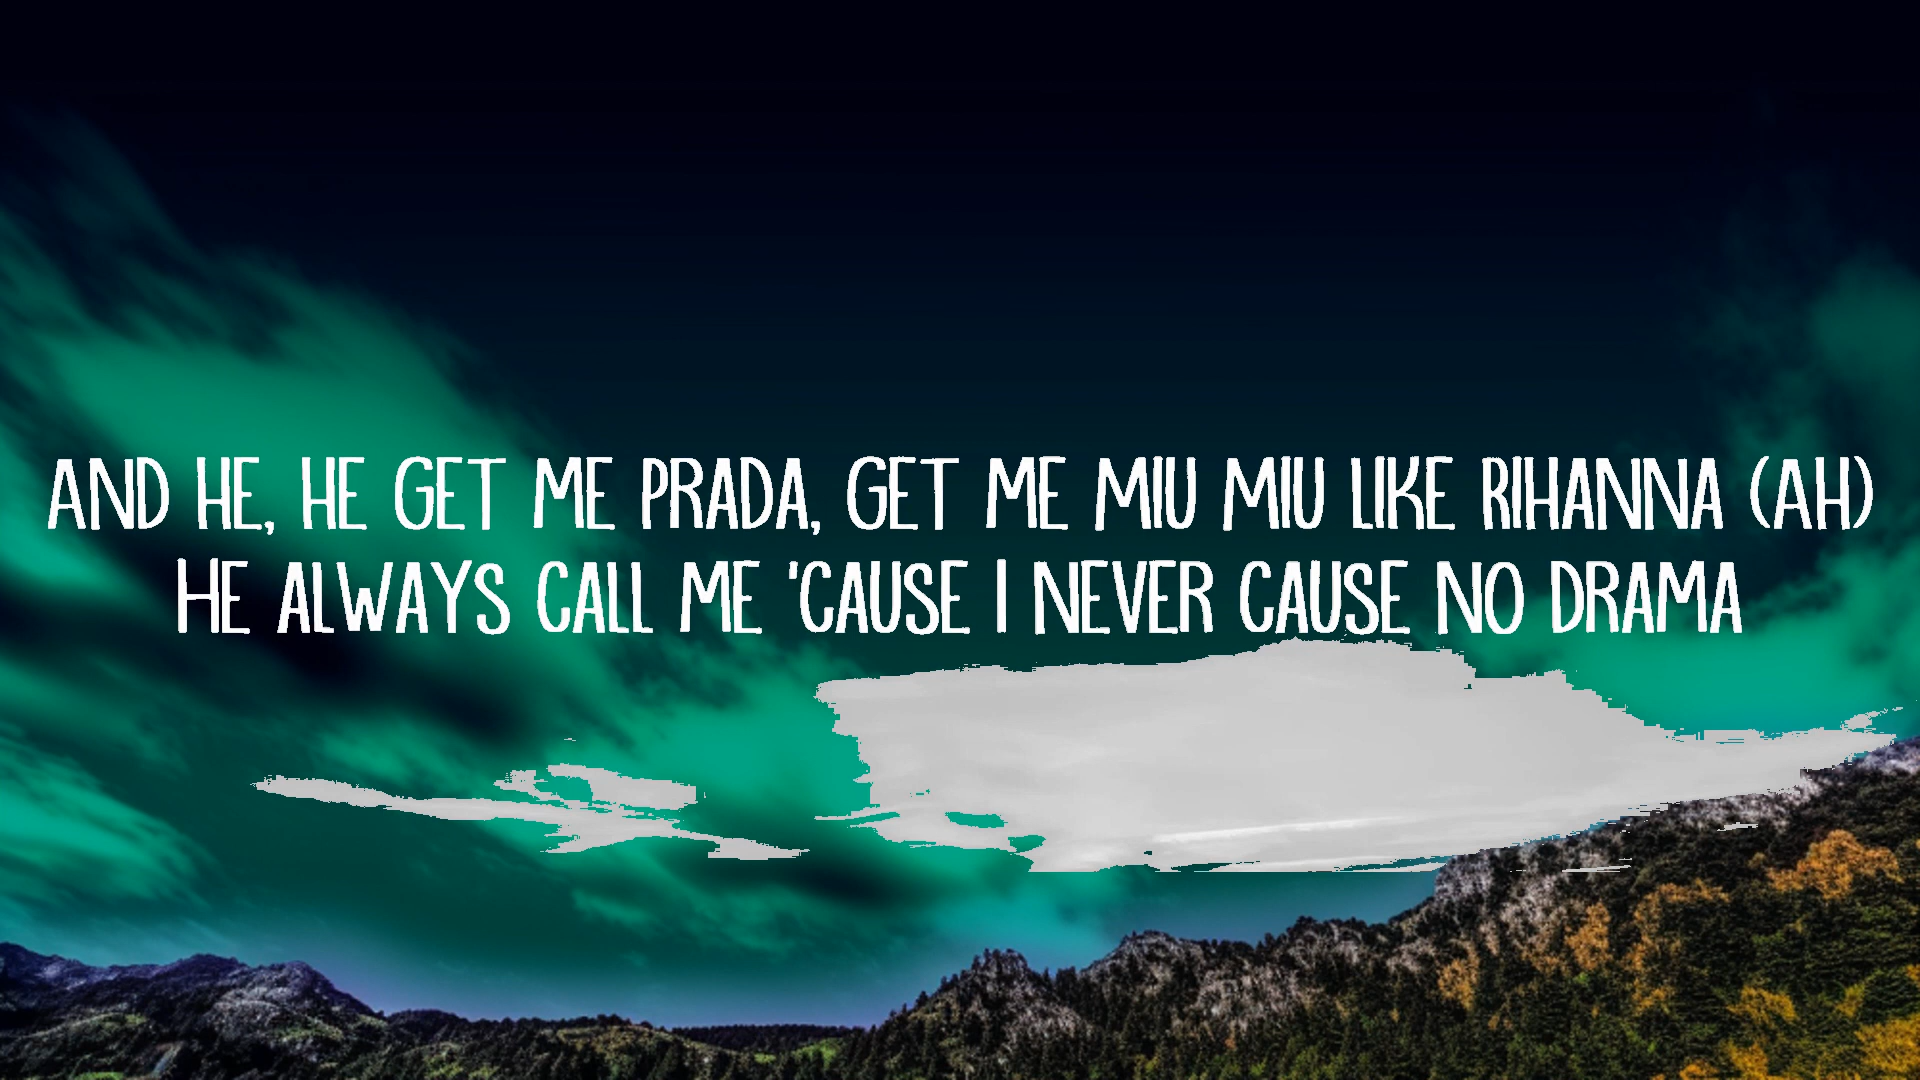 AND HE, HE GET ME PRADA, GET ME MIU MIU LIKE RIHANNA (AH)
HE ALWAYS CALL ME 'CAUSE I NEVER CAUSE NO DRAMA